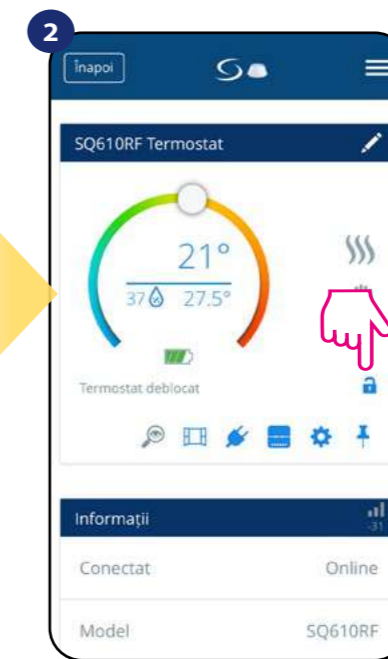 2
Înapoi
SQ610RF Termostat
21°
37 27.5°
Termostat deblocat
Informații
-31
Conectat Online
Model SQ610RF